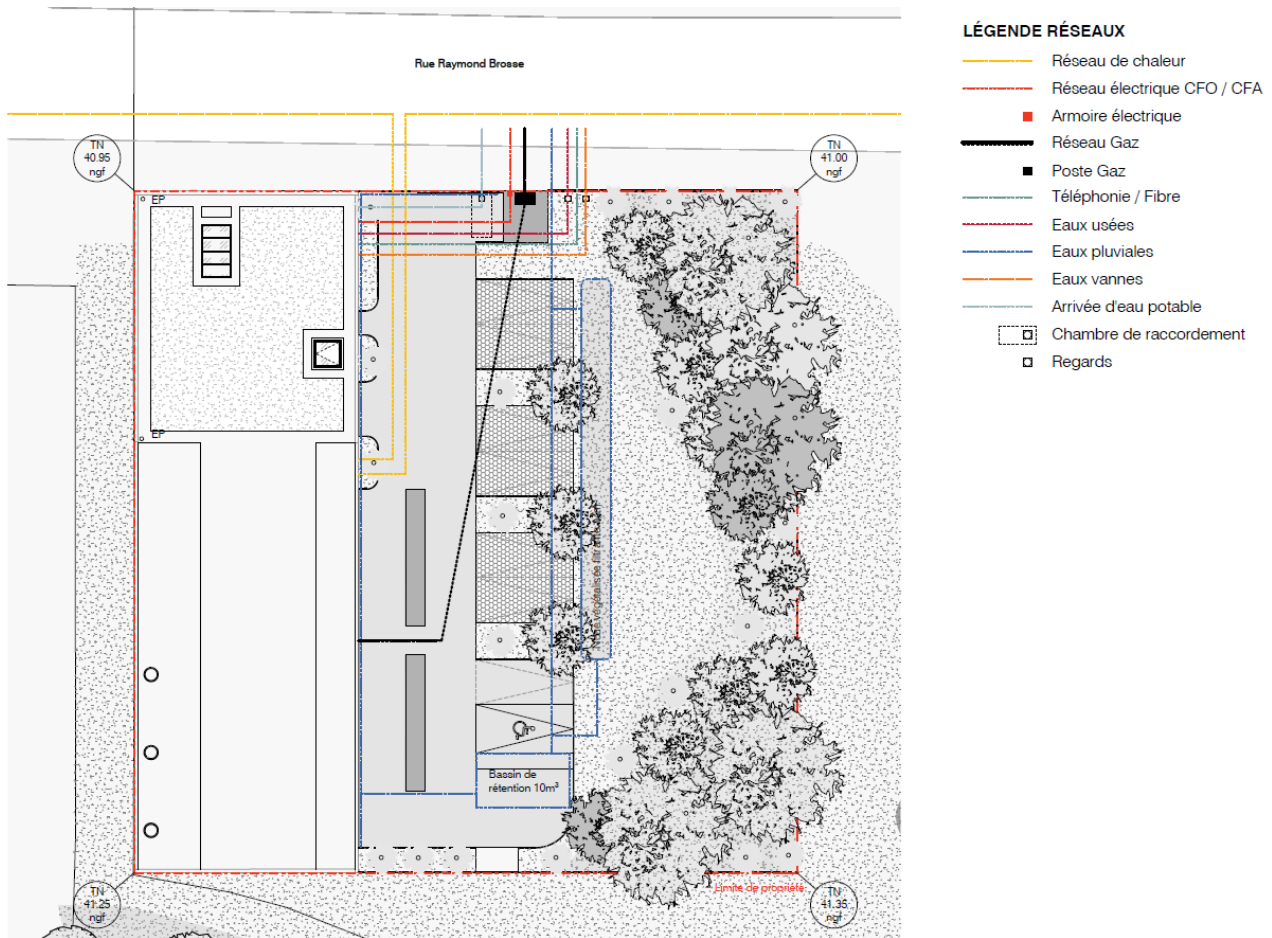 Rue Raymond Brosse
TN
40.95
ngf
TN
41.00
ngf
EP
EP
Bassin de
rétention 10m³
Limite de propriété
TN
41.25
ngf
TN
41.35
ngf
LÉGENDE RÉSEAUX
Réseau de chaleur
Réseau électrique CFO / CFA
Armoire électrique
Réseau Gaz
Poste Gaz
Téléphonie / Fibre
Eaux usées
Eaux pluviales
Eaux vannes
Arrivée d'eau potable
Chambre de raccordement
Regards